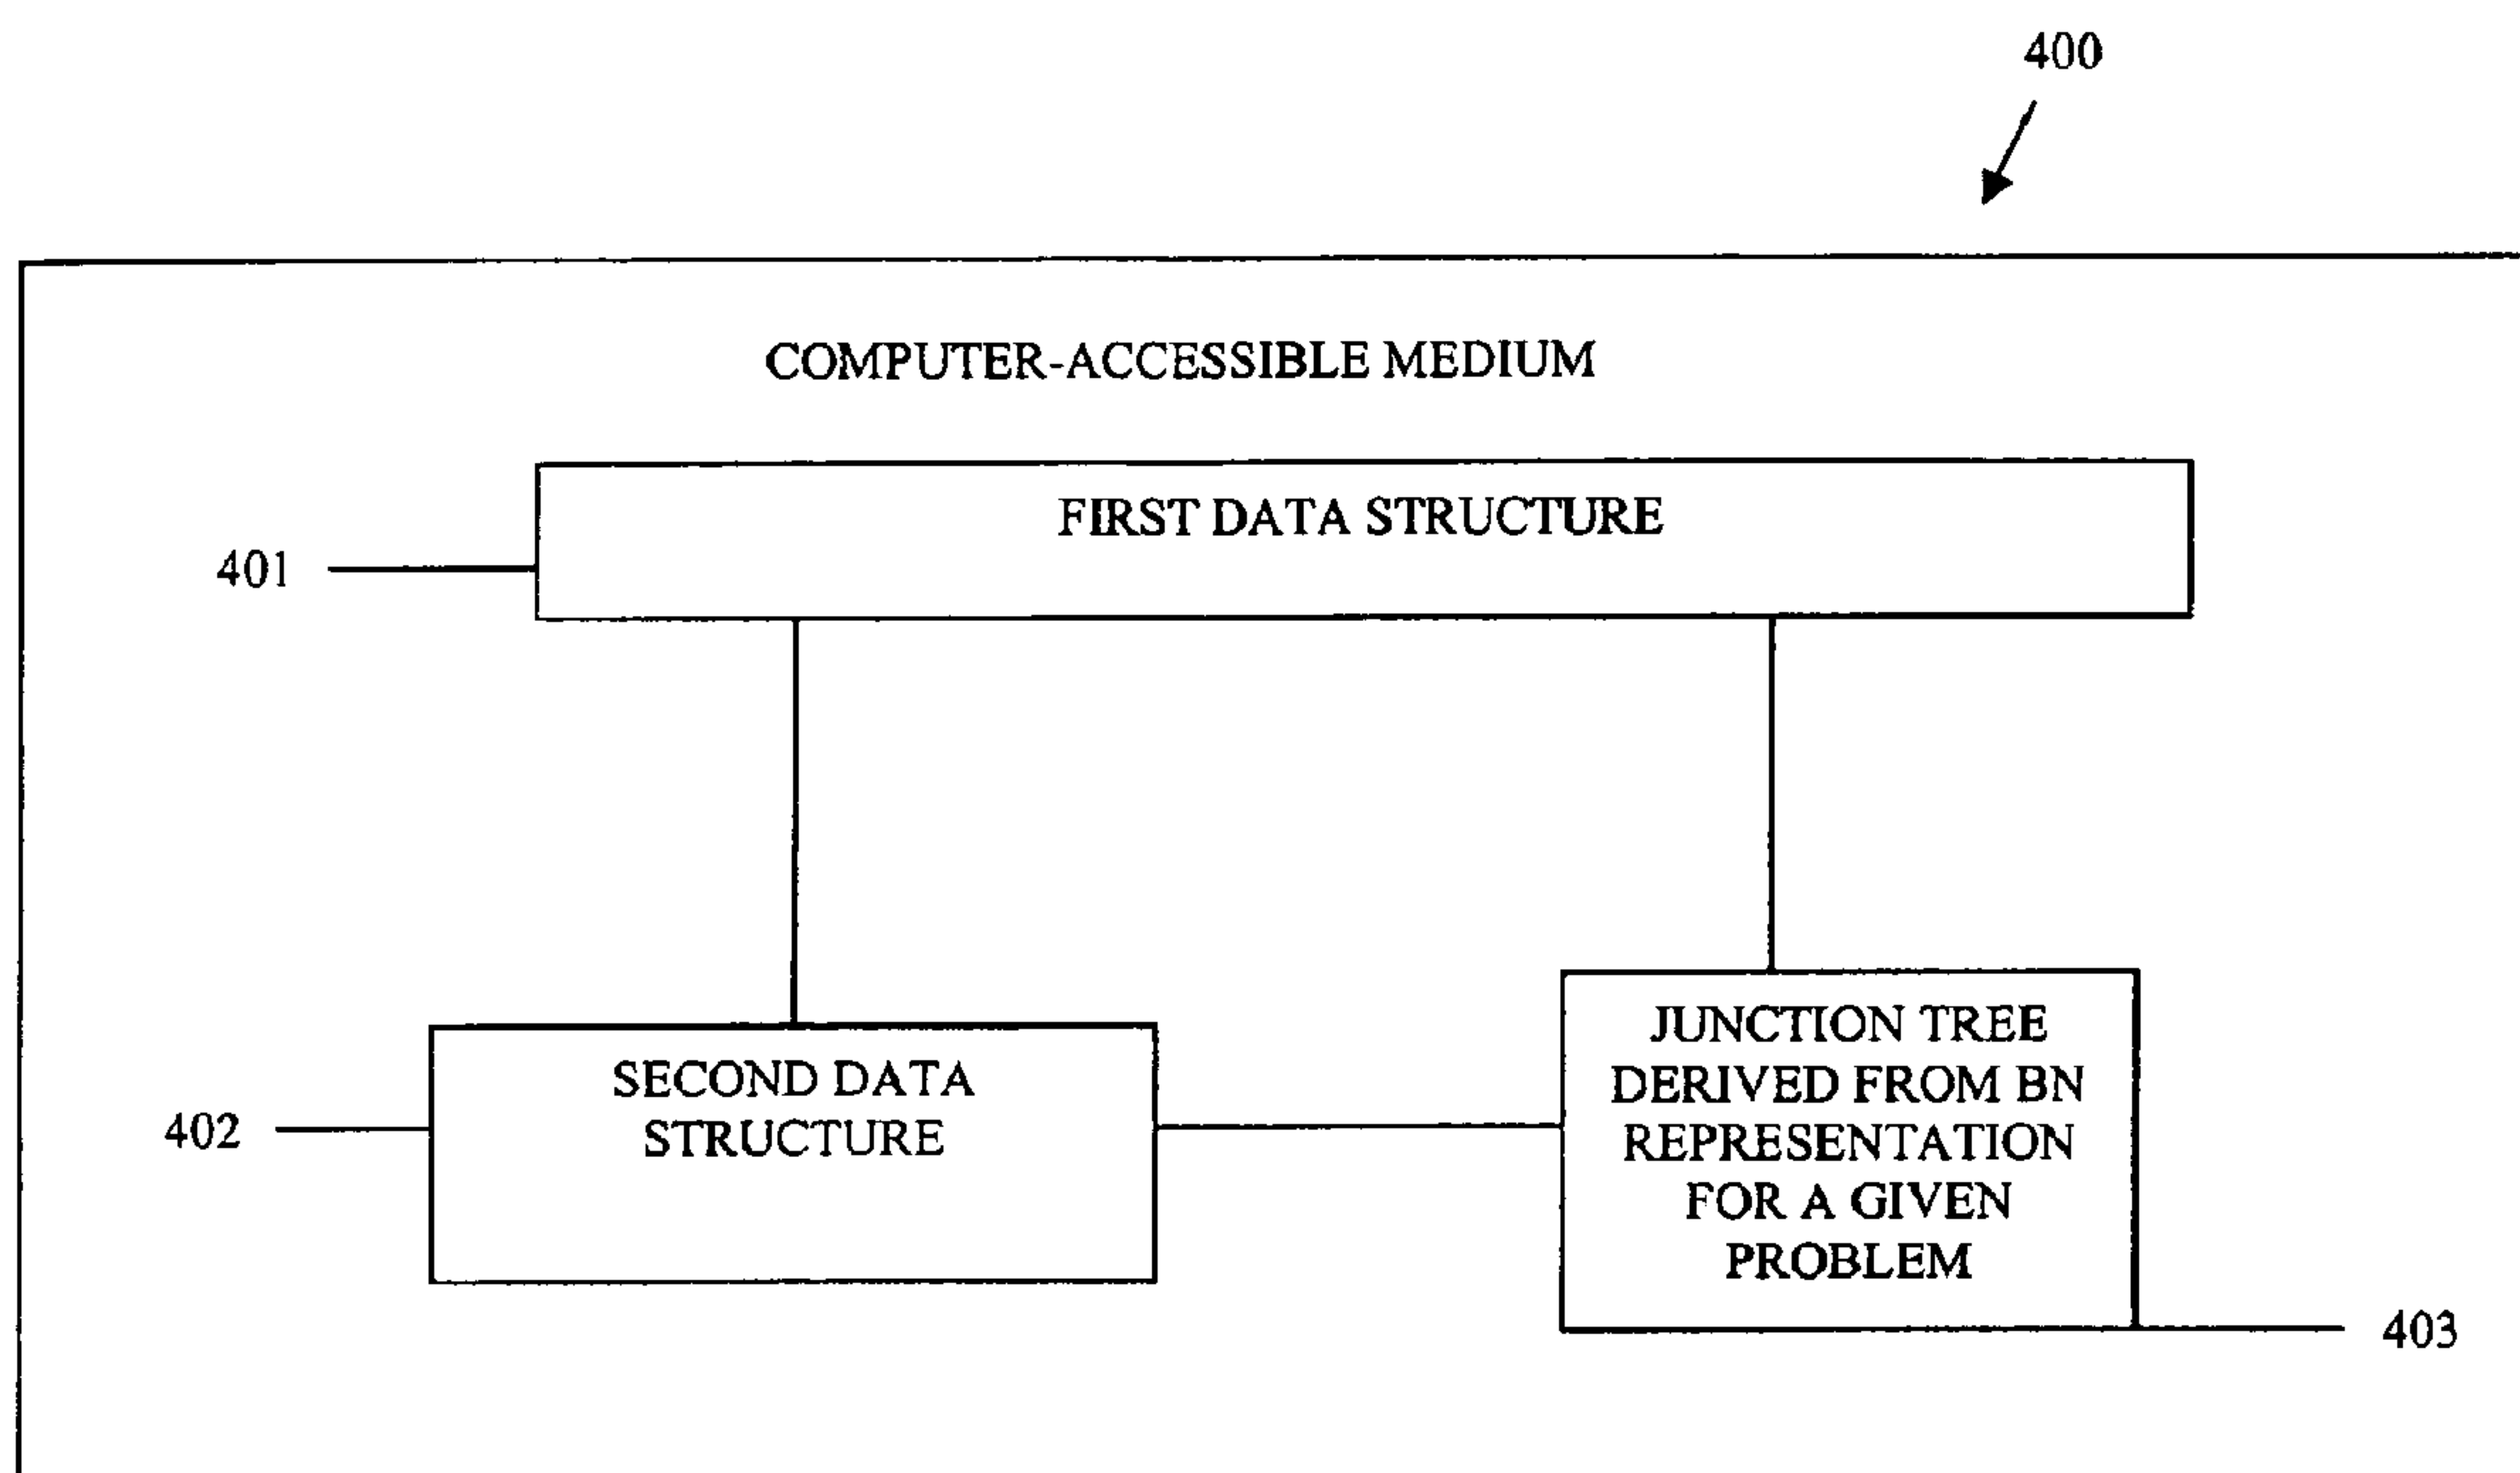 400
COMPUTER-ACCESSIBLE MEDIUM
FIRST DATA STRUCTURE
401
SECOND DATA
STRUCTURE
402
JUNCTION TREE
DERIVED FROM BN
REPRESENTATION
FOR A GIVEN
PROBLEM
403